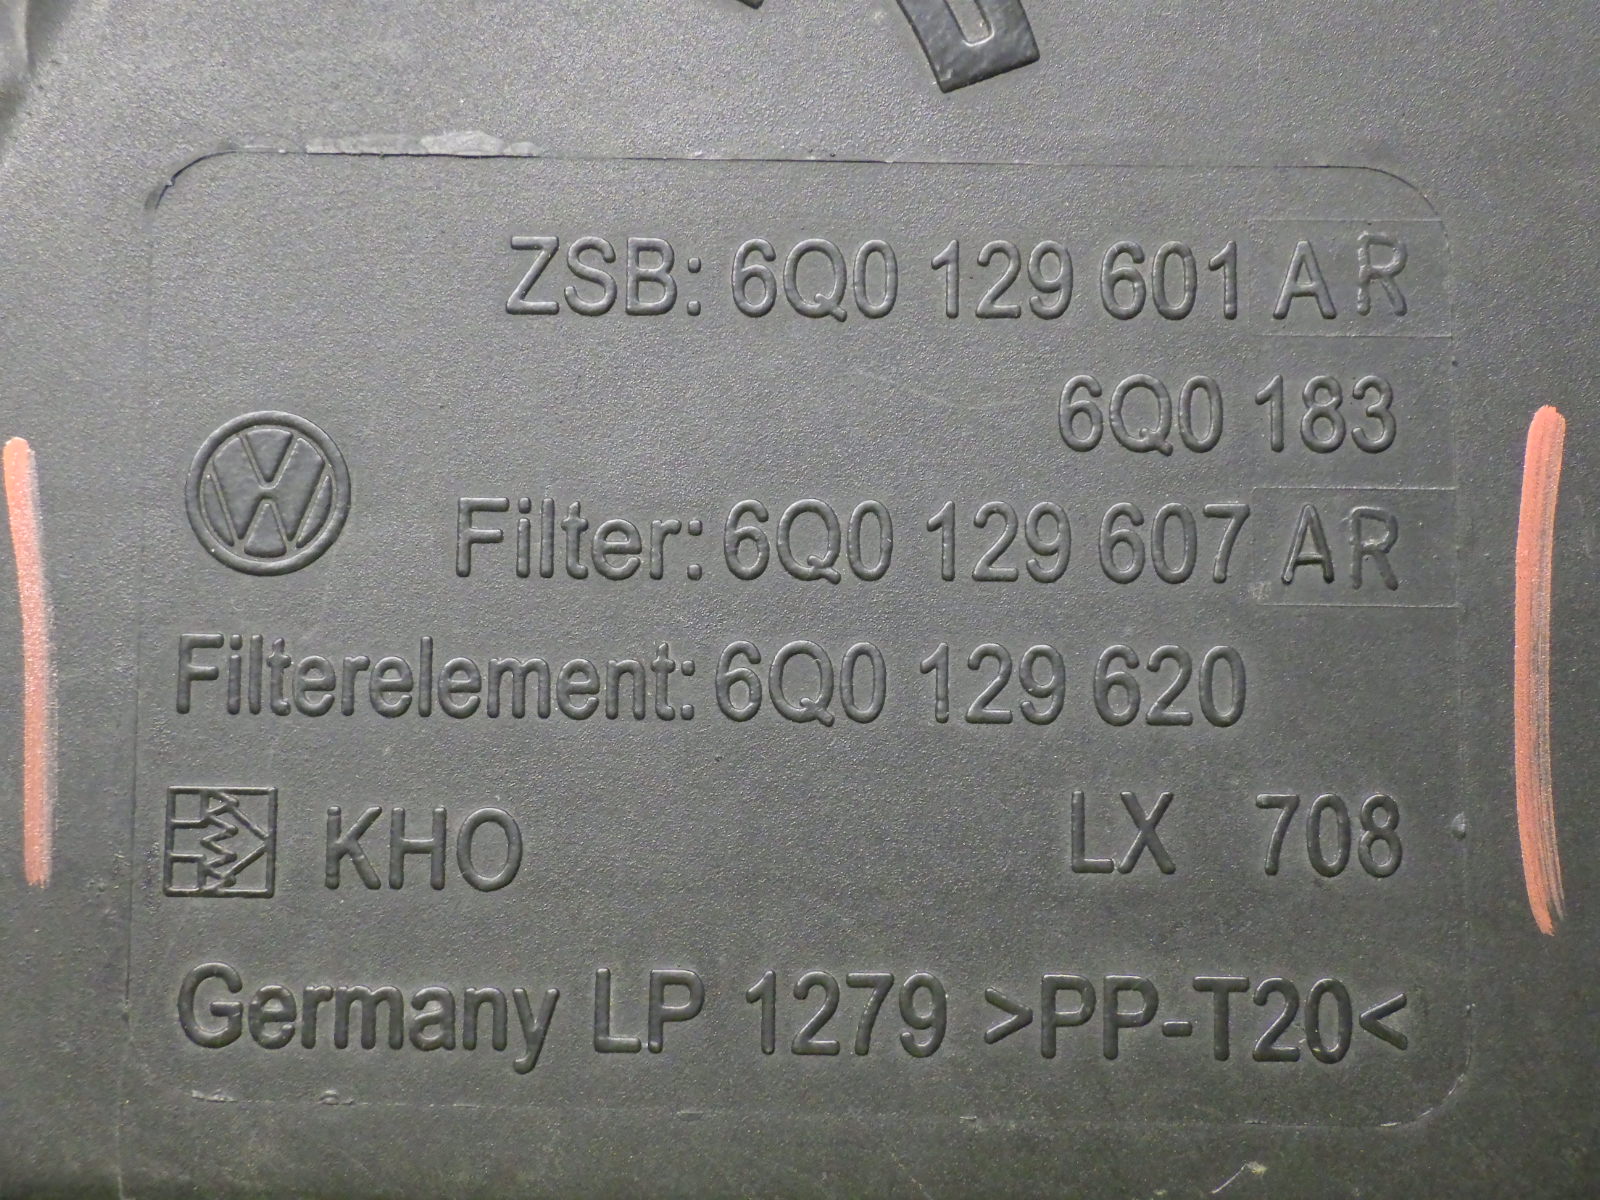 ZSB: 6Q0 129 601 AR
6Q0 183
Filter: 6Q0 129 607 AR
Filterelement: 6Q0 129 620
KHO LX 708
Germany LP 1279 >PP-T20<